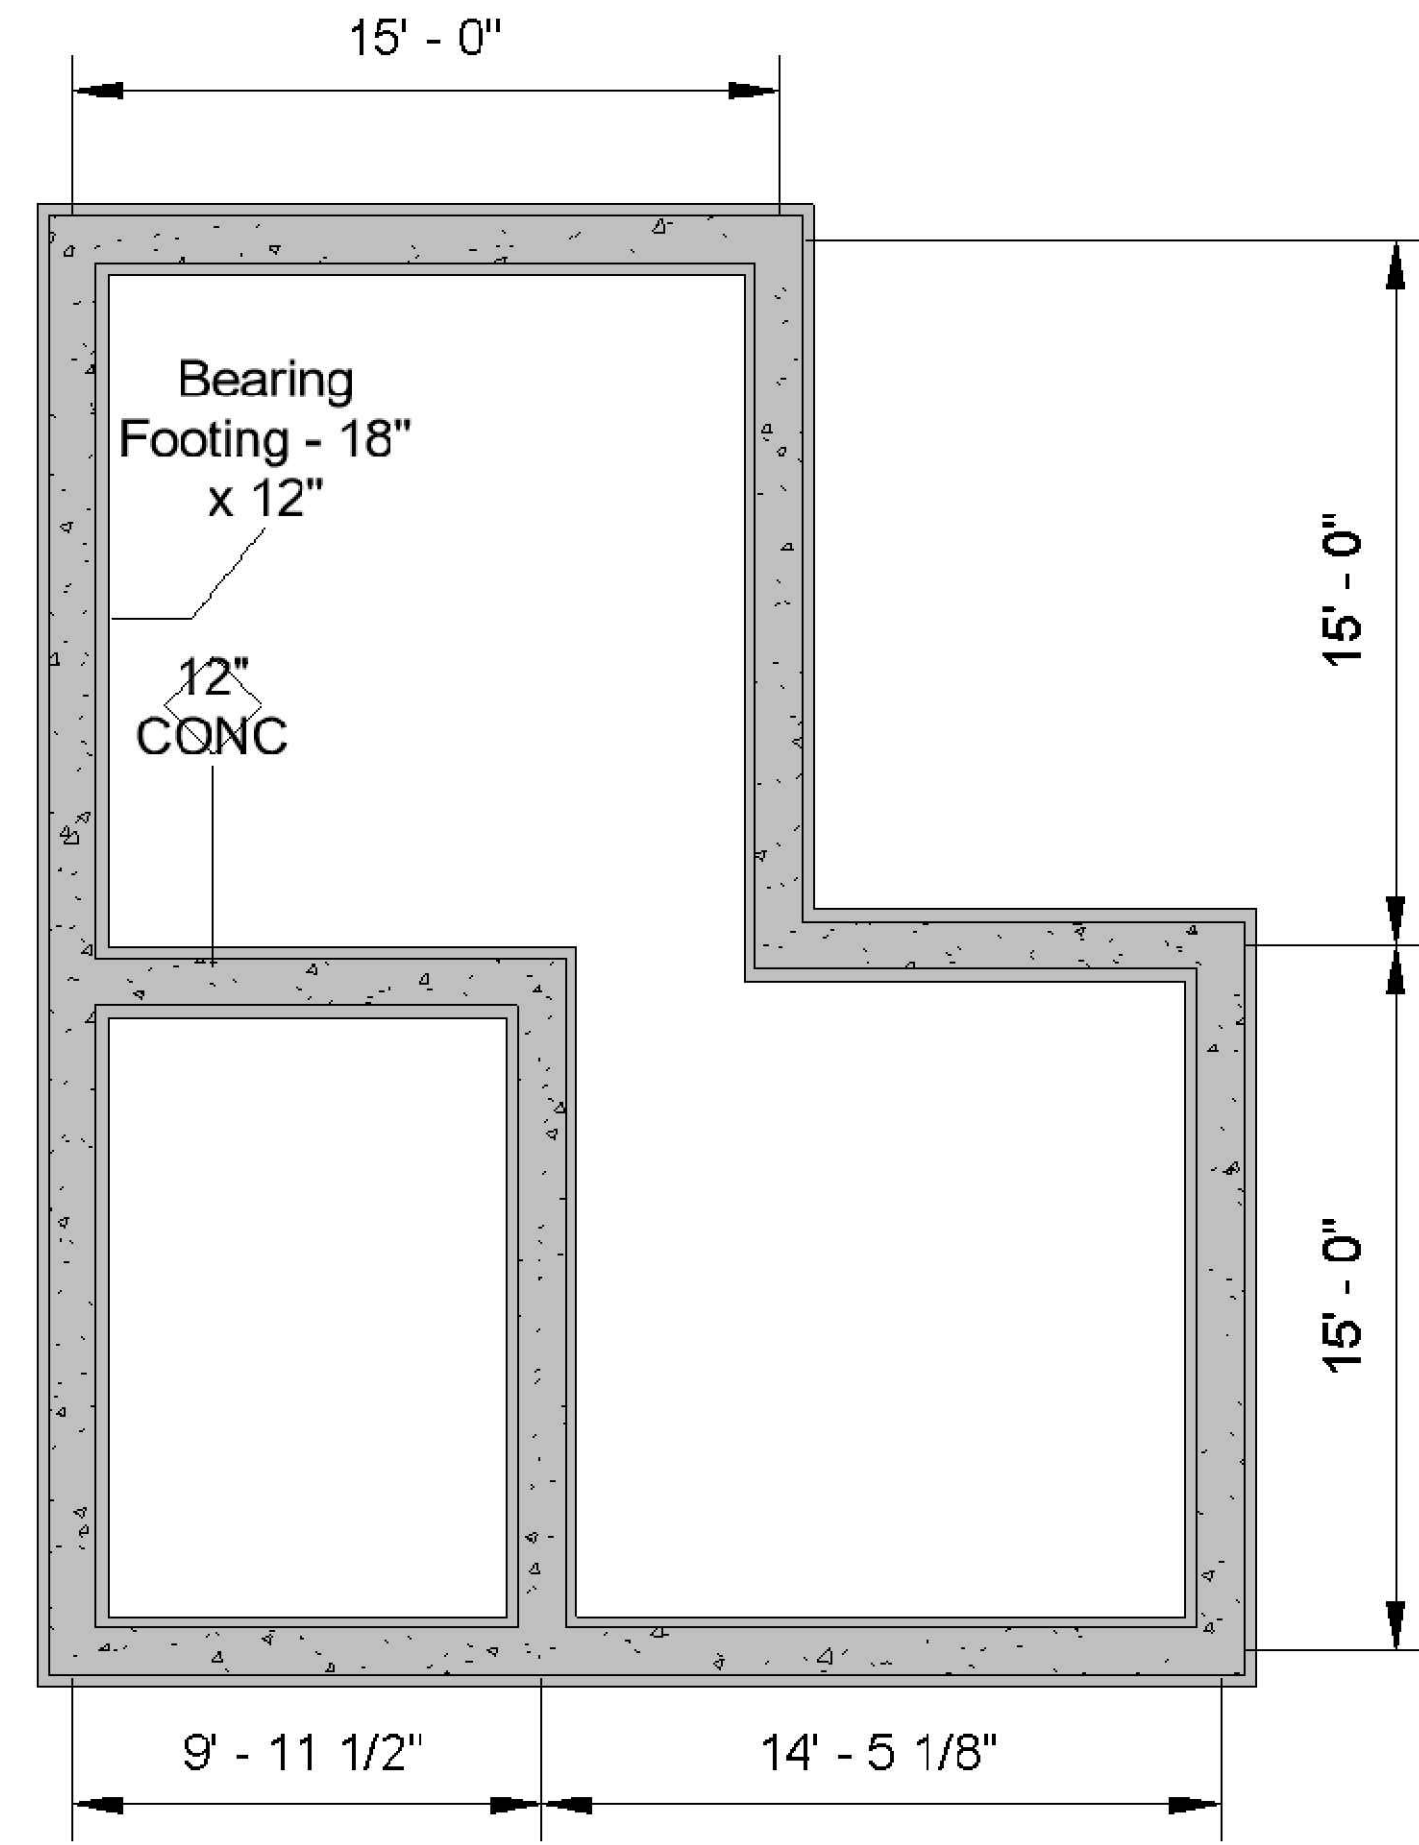 15' - 0"
Bearing
Footing - 18"
x 12"
12"
CONC
15' - 0"
15' - 0"
9' - 11 1/2"
14' - 5 1/8"